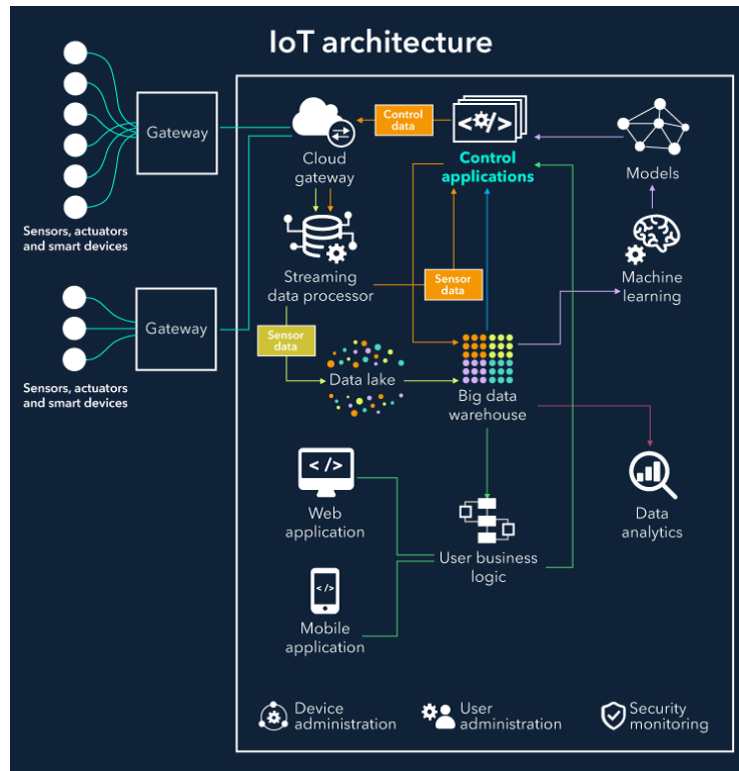 IoT architecture
Gateway
Sensors, actuators
and smart devices
Gateway
Sensors, actuators
and smart devices
Cloud
gateway
Control
data
< />
Control
applications
Models
Streaming
data processor
Sensor
data
Machine
learning
Sensor
data
Data lake
Big data
warehouse
< />
Web
application
User business
logic
Data
analytics
</>
Mobile
application
Device
administration
User
administration
Security
monitoring